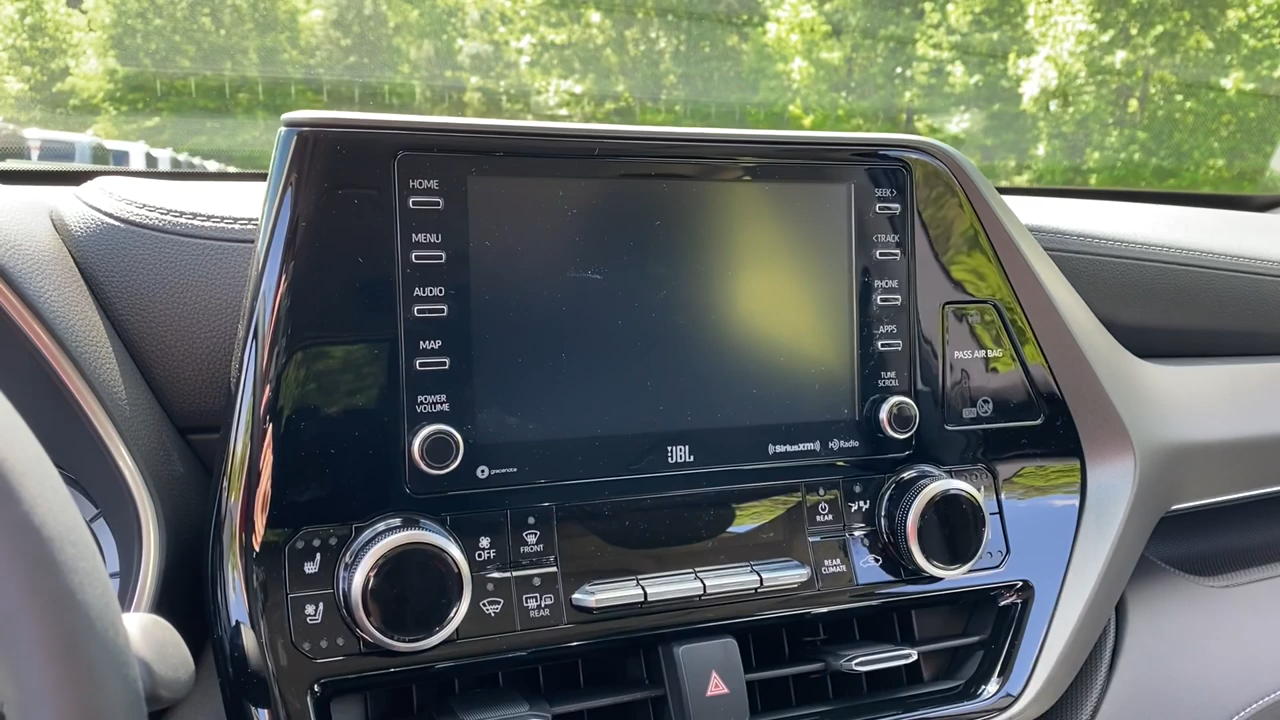 HOME
MENU
AUDIO
MAP
POWER
VOLUME
SEEK>
<TRACK
PHONE
APPS
TUNE
SCROLL
gracenote
JBL
((SiriusXM))
HD Radio
PASS AIR BAG
ON
OFF
FRONT
REAR
REAR
REAR
CLIMATE